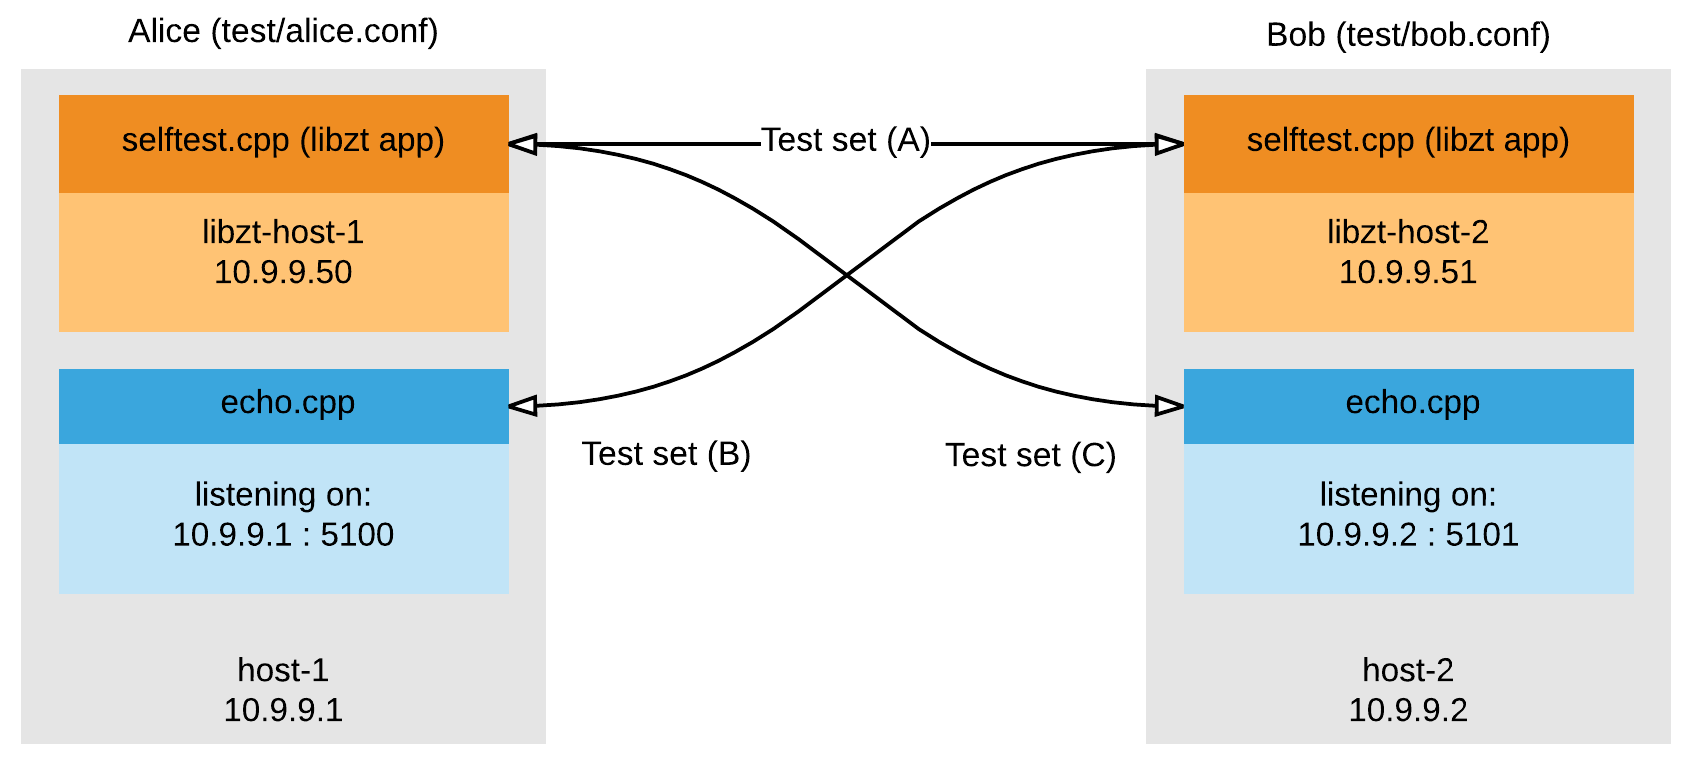 Alice (test/alice.conf)
selftest.cpp (libzt app)
libzt-host-1
10.9.9.50
echo.cpp
listening on:
10.9.9.1 : 5100
host-1
10.9.9.1
Test set (A)
Test set (B)
Test set (C)
Bob (test/bob.conf)
selftest.cpp (libzt app)
libzt-host-2
10.9.9.51
echo.cpp
listening on:
10.9.9.2 : 5101
host-2
10.9.9.2